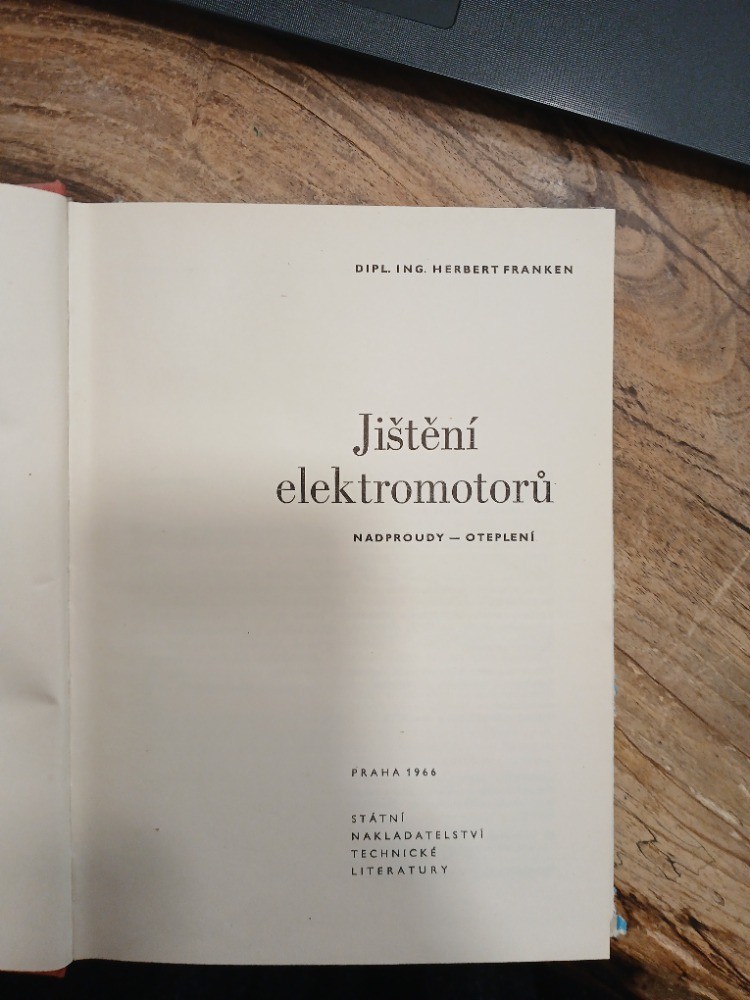 DIPL. ING. HERBERT FRANKEN
Jištění
elektromotorů
NADPROUDY — OTEPLENÍ
PRAHA 1966
STÁTNÍ
NAKLADATELSTVÍ
TECHNICKÉ
LITERATURY